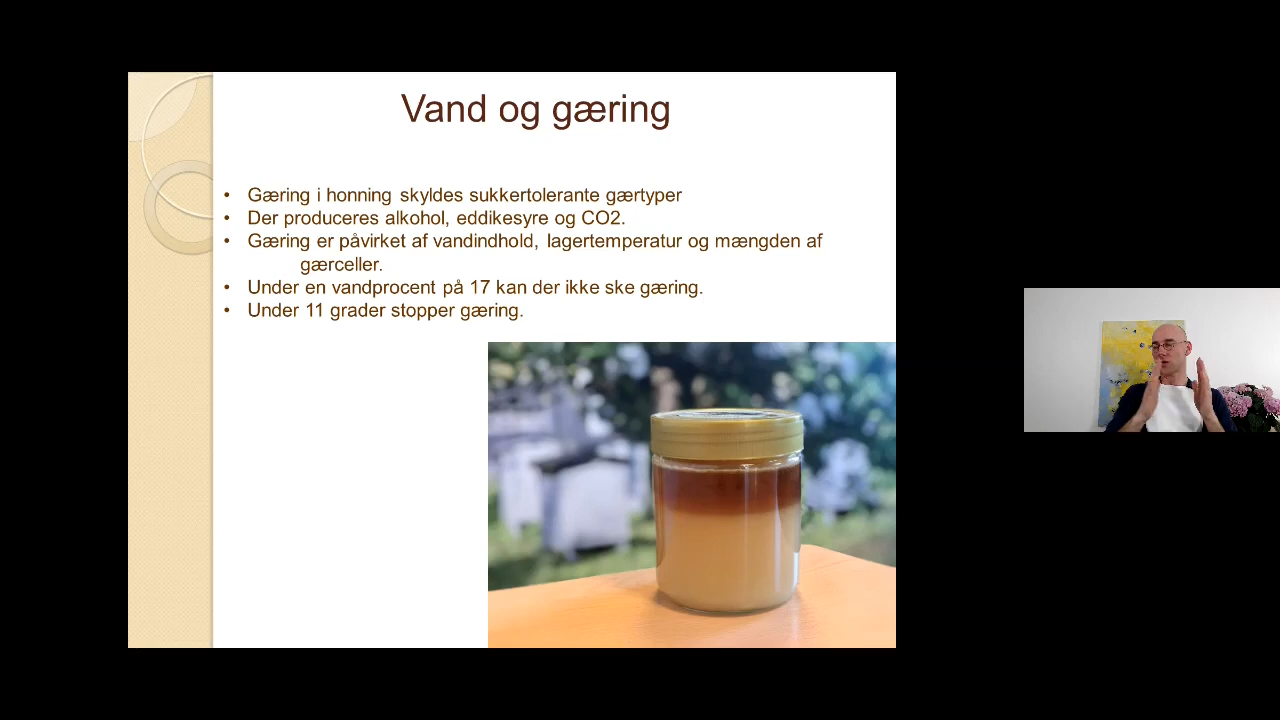 Vand og gæring
• Gæring i honning skyldes sukkertolerante gærtyper
• Der produceres alkohol, eddikesyre og CO2.
• Gæring er påvirket af vandindhold, lagertemperatur og mængden af
gærceller.
• Under en vandprocent på 17 kan der ikke ske gæring.
• Under 11 grader stopper gæring.